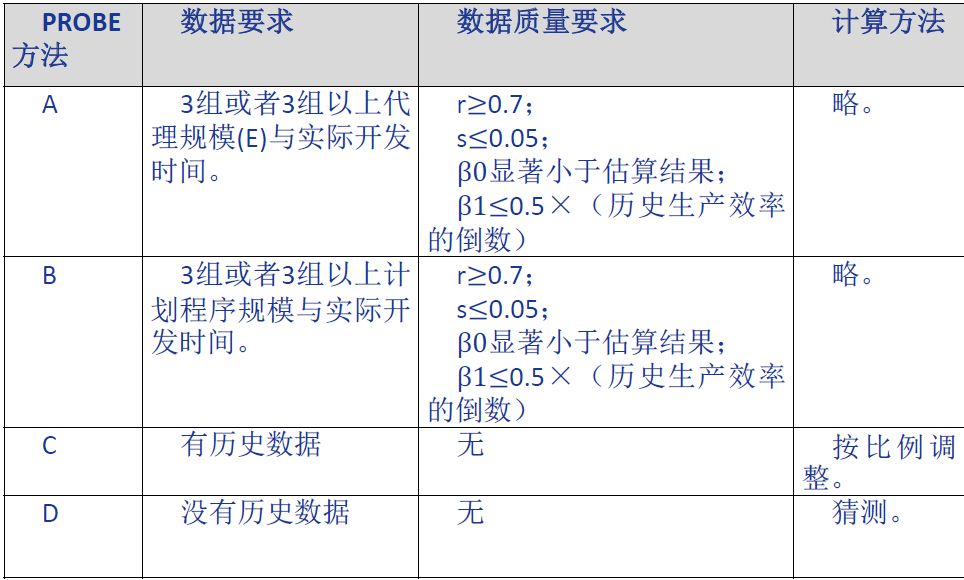 PROBE
方法
数据要求
数据质量要求
计算方法
A
3组或者3组以上代
理规模(E)与实际开发
时间。
r≥0.7；
s≤0.05；
β0显著小于估算结果；
β1≤0.5×（历史生产效率
的倒数）
略。
B
3组或者3组以上计
划程序规模与实际开
发时间。
r≥0.7；
s≤0.05；
β0显著小于估算结果；
β1≤0.5×（历史生产效率
的倒数）
略。
C
有历史数据
无
按比例调
整。
D
没有历史数据
无
猜测。